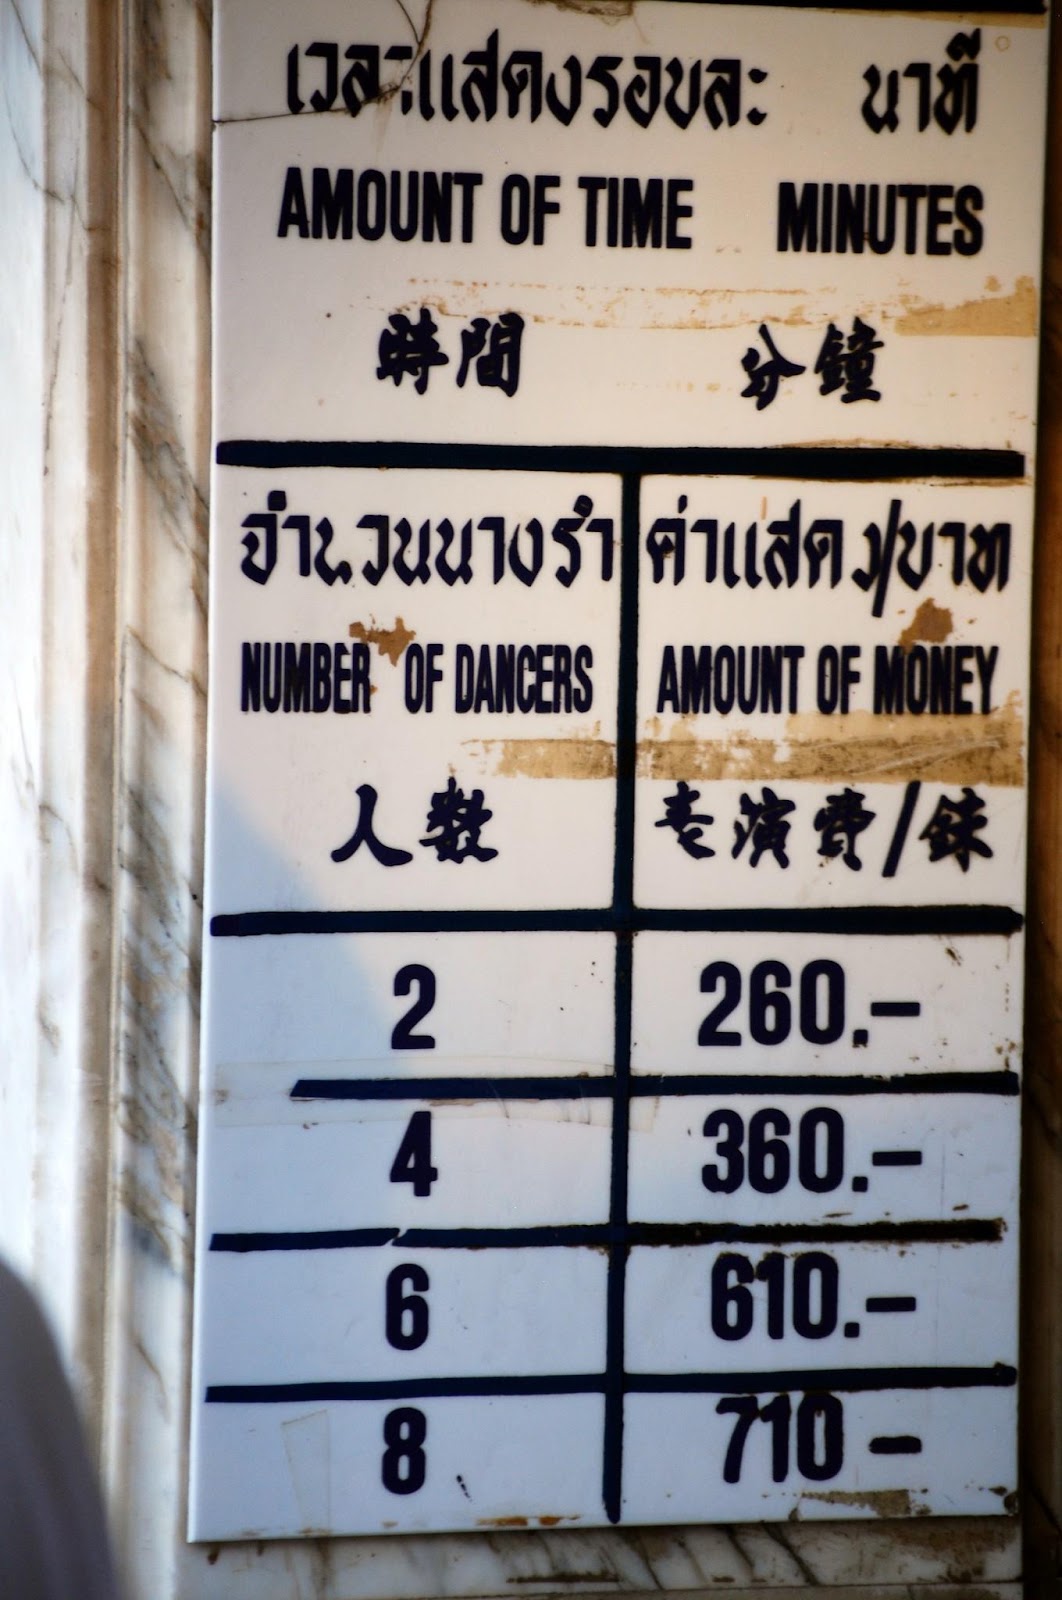 เวลาแสดงรอบละ นาที
AMOUNT OF TIME MINUTES
時間 分鐘
จำนวนนางรำ ค่าแสดง/บาท
NUMBER OF DANCERS AMOUNT OF MONEY
人数 表演費/銖
2 260.-
4 360.-
6 610.-
8 710-